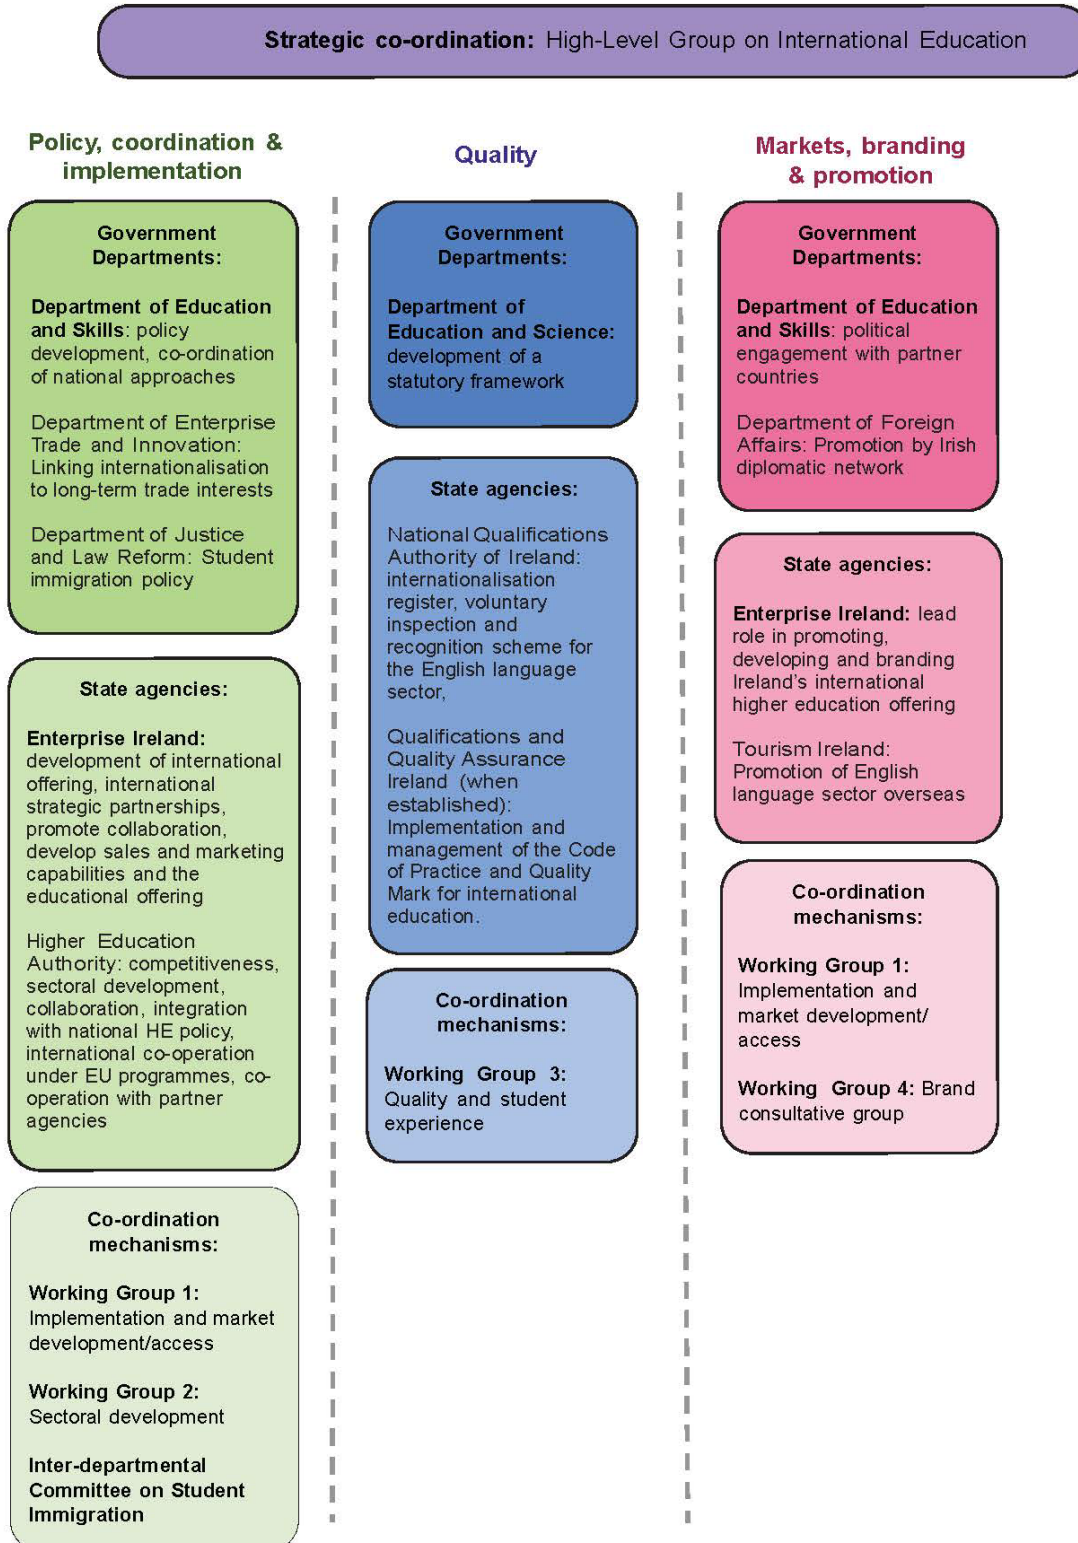 Strategic co-ordination: High-Level Group on International Education
Policy, coordination &
implementation
Government
Departments:
Department of Education
and Skills: policy
development, co-ordination
of national approaches
Department of Enterprise
Trade and Innovation:
Linking internationalisation
to long-term trade interests
Department of Justice
and Law Reform: Student
immigration policy
State agencies:
Enterprise Ireland:
development of international
offering, international
strategic partnerships,
promote collaboration,
develop sales and marketing
capabilities and the
educational offering
Higher Education
Authority: competitiveness,
sectoral development,
collaboration, integration
with national HE policy,
international co-operation
under EU programmes, co-
operation with partner
agencies
Co-ordination
mechanisms:
Working Group 1:
Implementation and market
development/access
Working Group 2:
Sectoral development
Inter-departmental
Committee on Student
Immigration
Quality
Government
Departments:
Department of
Education and Science:
development of a
statutory framework
State agencies:
National Qualifications
Authority of Ireland:
internationalisation
register, voluntary
inspection and
recognition scheme for
the English language
sector,
Qualifications and
Quality Assurance
Ireland (when
established):
Implementation and
management of the Code
of Practice and Quality
Mark for international
education.
Co-ordination
mechanisms:
Working Group 3:
Quality and student
experience
Markets, branding
& promotion
Government
Departments:
Department of Education
and Skills: political
engagement with partner
countries
Department of Foreign
Affairs: Promotion by Irish
diplomatic network
State agencies:
Enterprise Ireland: lead
role in promoting,
developing and branding
Ireland's international
higher education offering
Tourism Ireland:
Promotion of English
language sector overseas
Co-ordination
mechanisms:
Working Group 1:
Implementation and
market development/
access
Working Group 4: Brand
consultative group